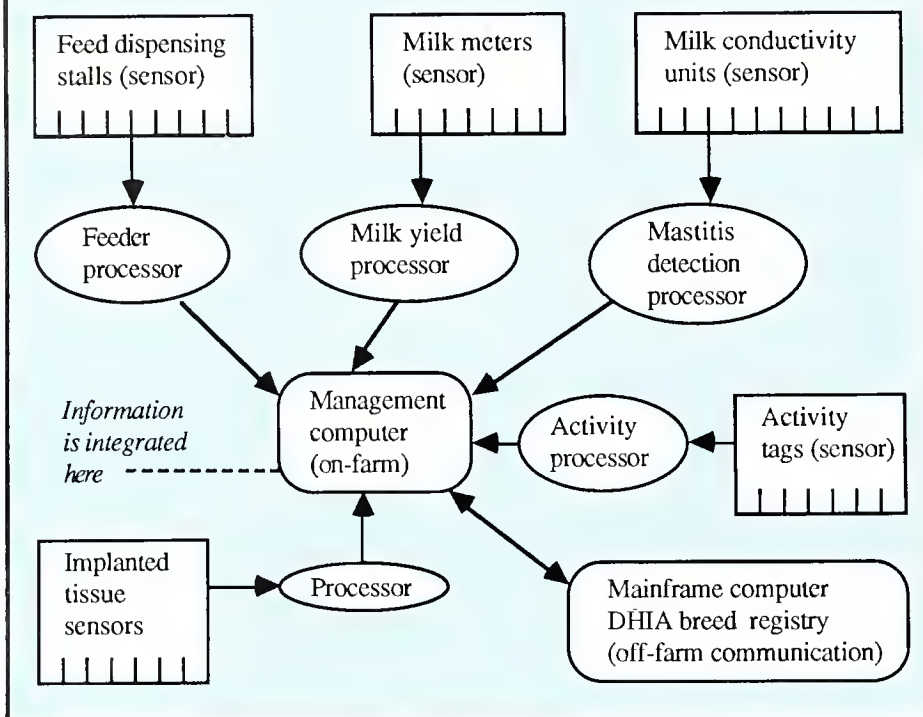 Feed dispensing
stalls (sensor)
Milk meters
(sensor)
Milk conductivity
units (sensor)
Feeder
processor
Milk yield
processor
Mastitis
detection
processor
Information
is integrated
here
Management
computer
(on-farm)
Activity
processor
Activity
tags (sensor)
Implanted
tissue
sensors
Processor
Mainframe computer
DHIA breed registry
(off-farm communication)